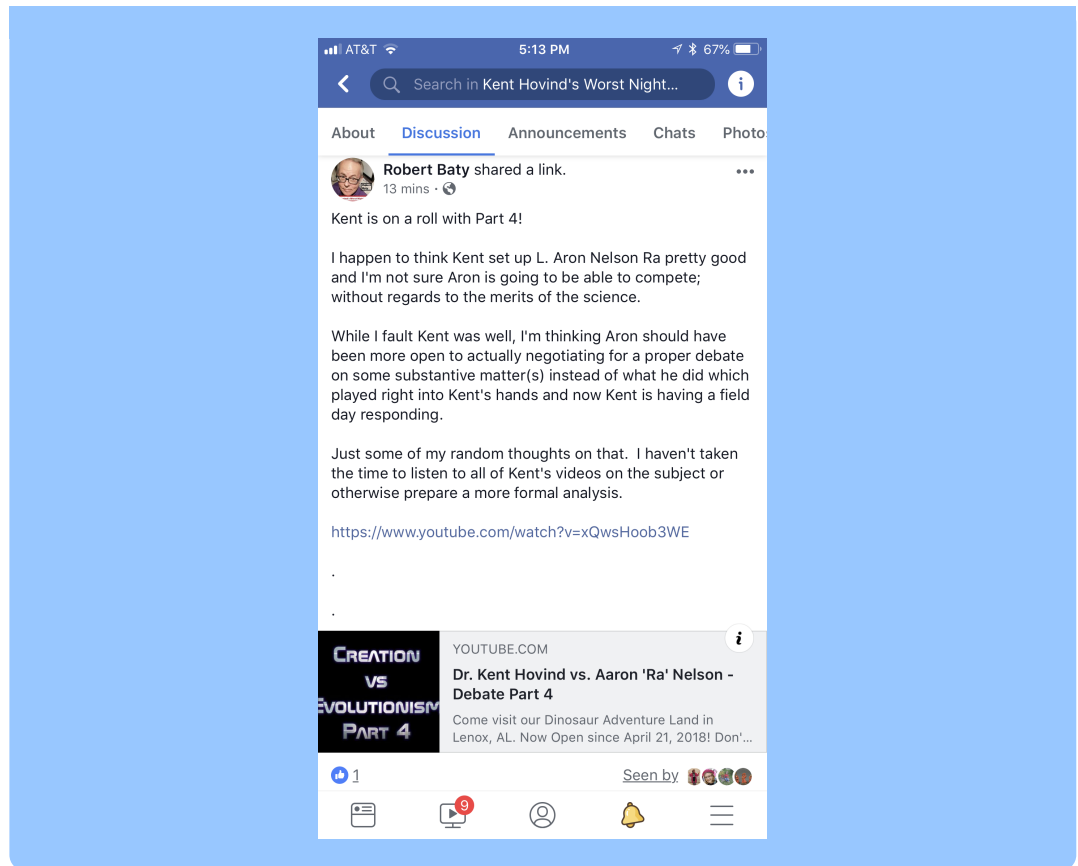 AT&T 5:13 PM 67%
Search in Kent Hovind's Worst Night...
About Discussion Announcements Chats Photos
Robert Baty shared a link.
13 mins ·
Kent is on a roll with Part 4!
I happen to think Kent set up L. Aron Nelson Ra pretty good
and I'm not sure Aron is going to be able to compete;
without regards to the merits of the science.
While I fault Kent was well, I'm thinking Aron should have
been more open to actually negotiating for a proper debate
on some substantive matter(s) instead of what he did which
played right into Kent's hands and now Kent is having a field
day responding.
Just some of my random thoughts on that.  I haven't taken
the time to listen to all of Kent's videos on the subject or
otherwise prepare a more formal analysis.
https://www.youtube.com/watch?v=xQwsHoob3WE
.
.
CREATION
VS
EVOLUTIONISM
PART 4
YOUTUBE.COM
Dr. Kent Hovind vs. Aaron 'Ra' Nelson -
Debate Part 4
Come visit our Dinosaur Adventure Land in
Lenox, AL. Now Open since April 21, 2018! Don'...
1 Seen by
9